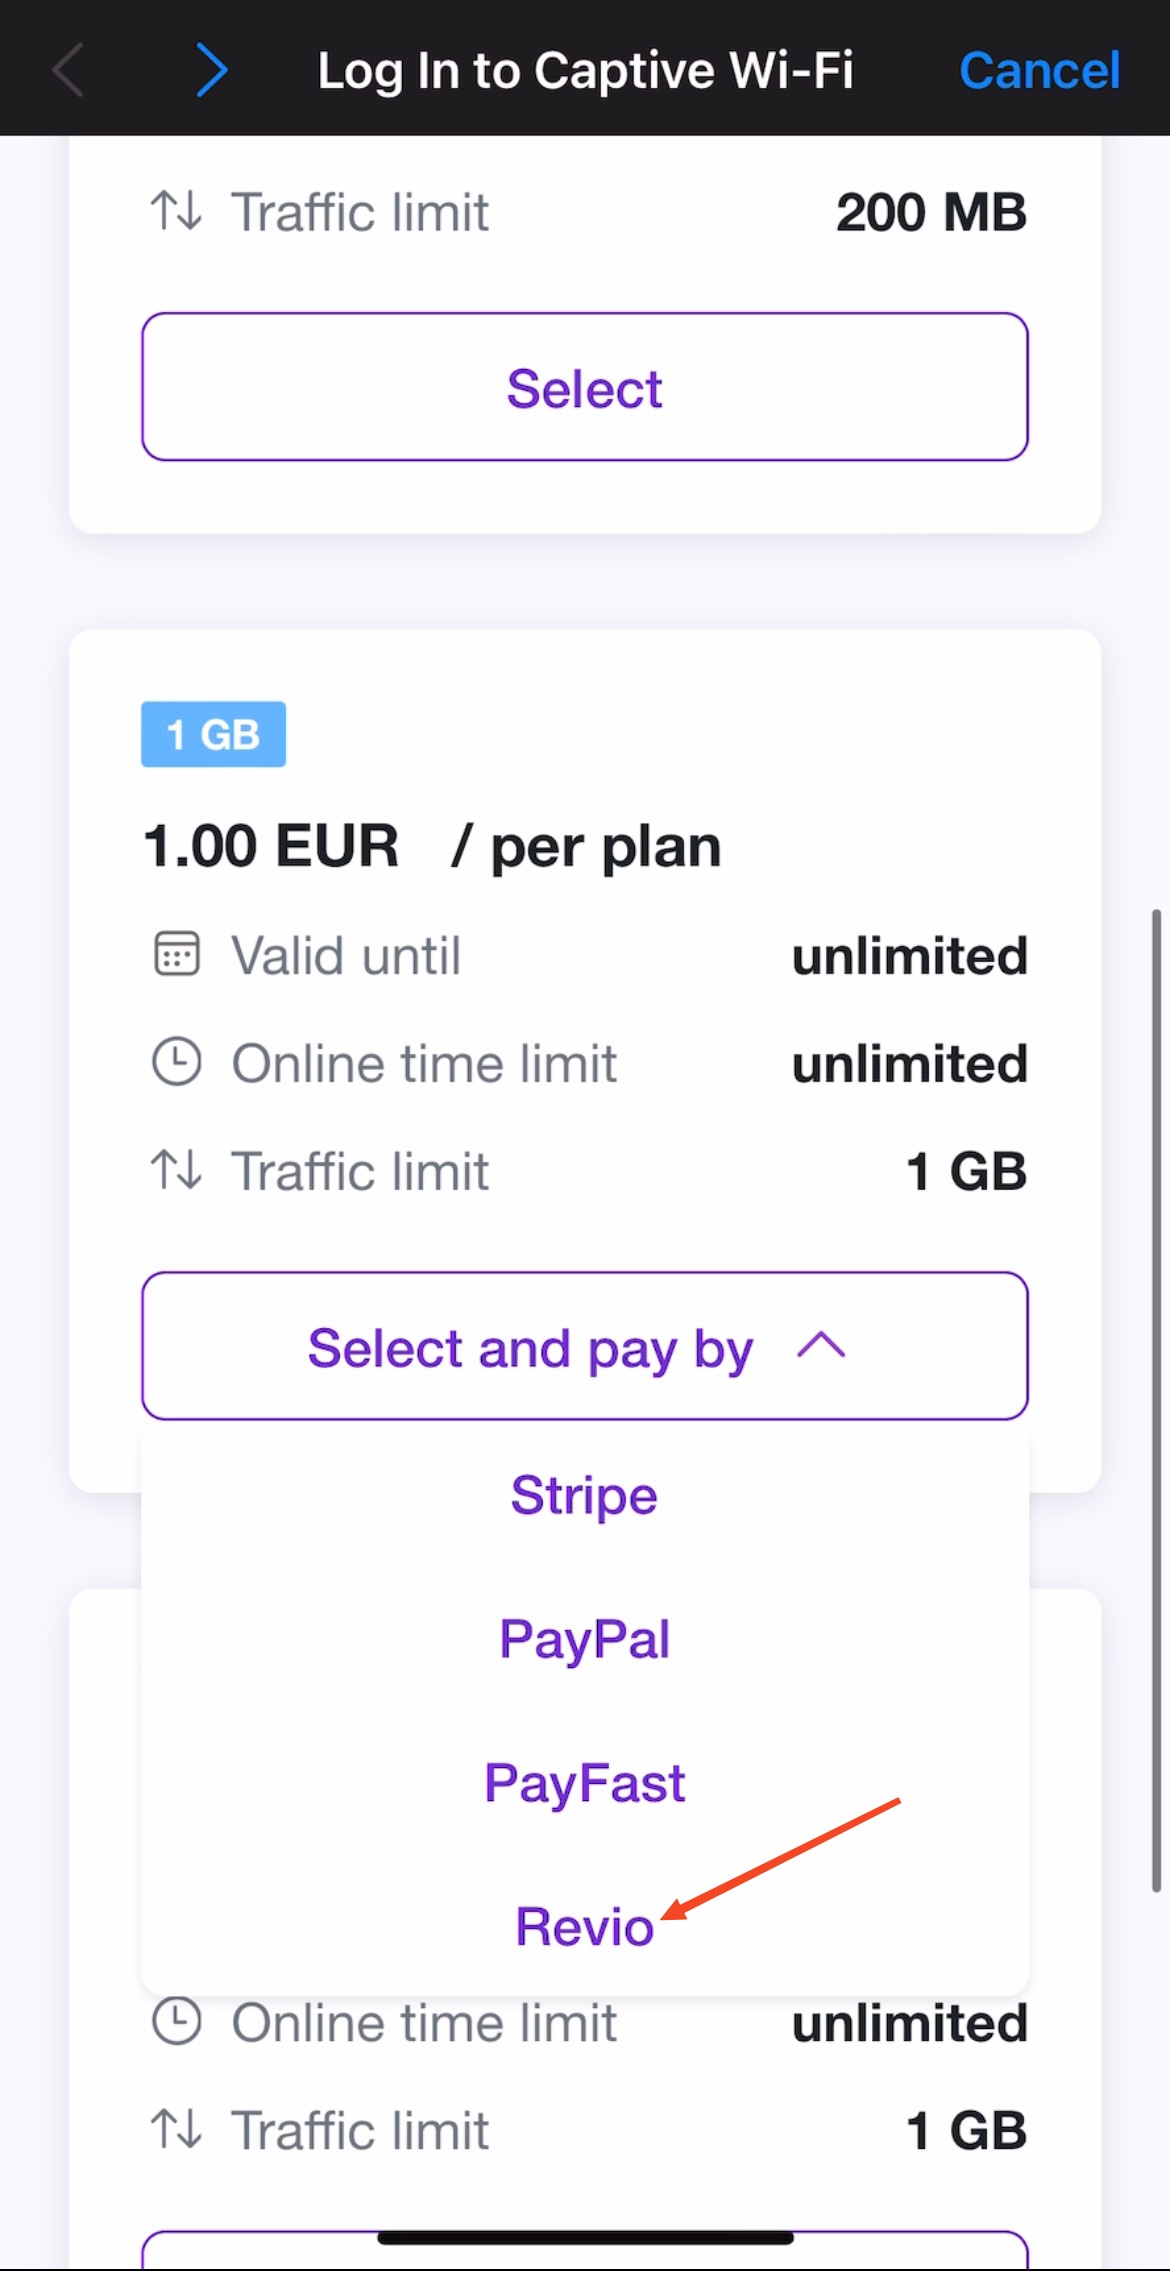 Log In to Captive Wi-Fi Cancel
Traffic limit 200 MB
Select
1 GB
1.00 EUR / per plan
Valid until unlimited
Online time limit unlimited
Traffic limit 1 GB
Select and pay by
Stripe
PayPal
PayFast
Revio
Online time limit unlimited
Traffic limit 1 GB